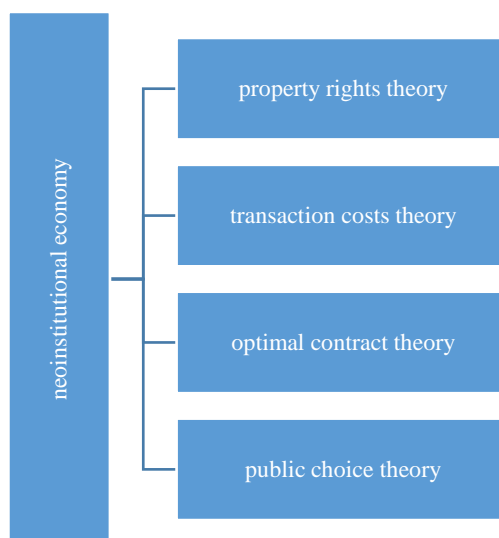 neoinstitutional economy
property rights theory
transaction costs theory
optimal contract theory
public choice theory